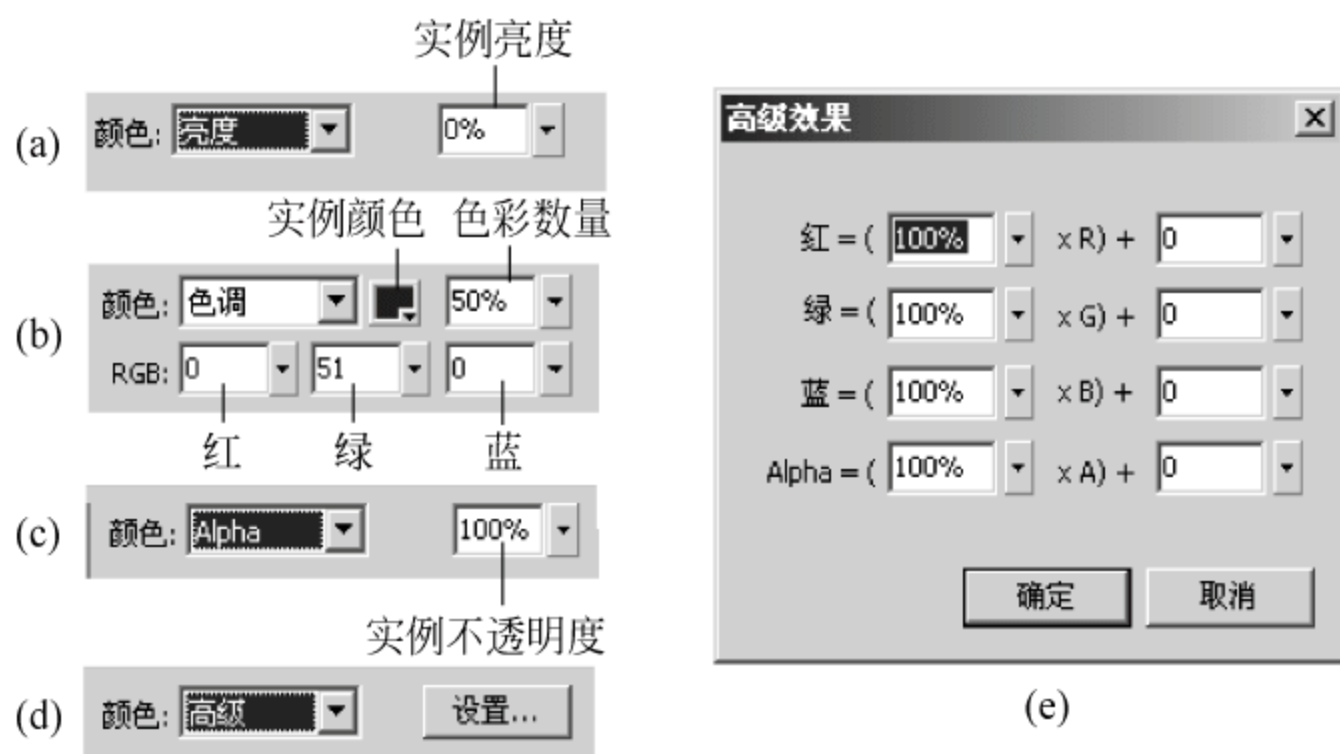 实例亮度
(a) 颜色: 亮度 0%
实例颜色 色彩数量
(b) 颜色: 色调 50%
RGB: 0 51 0
红 绿 蓝
(c) 颜色: Alpha 100%
实例不透明度
(d) 颜色: 高级 设置...
高级效果
红 = ( 100% x R) + 0
绿 = ( 100% x G) + 0
蓝 = ( 100% x B) + 0
Alpha = ( 100% x A) + 0
确定 取消
(e)